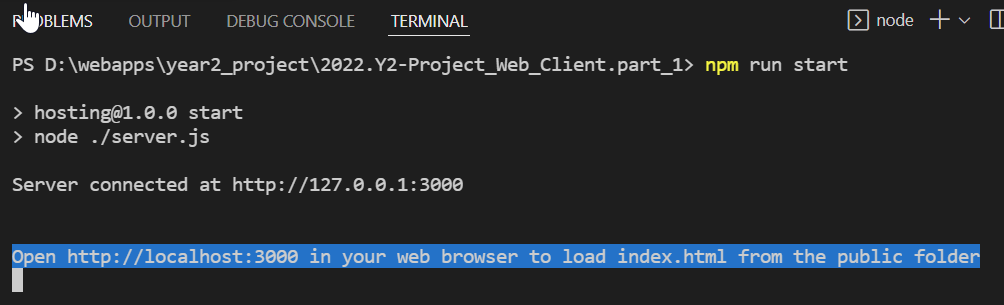 PROBLEMS OUTPUT DEBUG CONSOLE TERMINAL node
PS D:\webapps\year2_project\2022.Y2-Project_Web_Client.part_1> npm run start
> hosting@1.0.0 start
> node ./server.js
Server connected at http://127.0.0.1:3000
Open http://localhost:3000 in your web browser to load index.html from the public folder